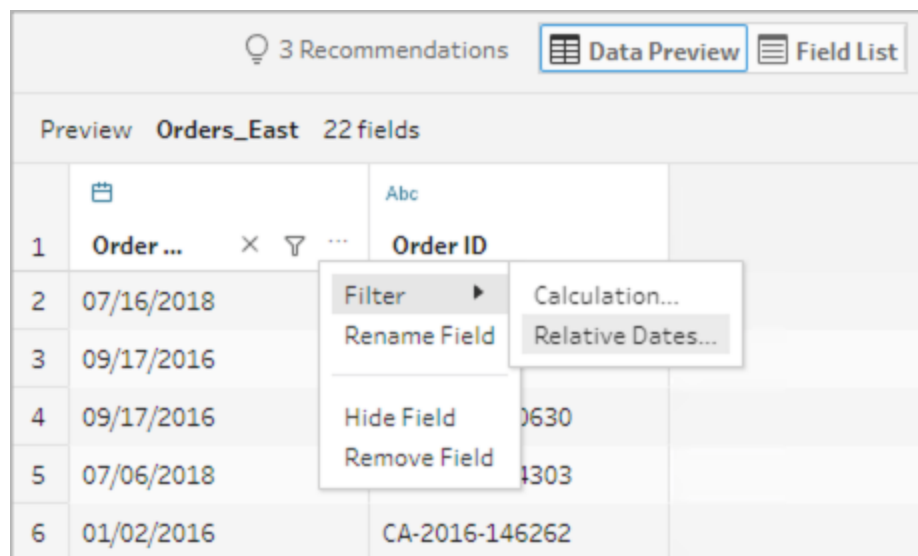 3 Recommendations Data Preview Field List
Preview Orders_East 22 fields
Abc
1 Order ... Order ID
2 07/16/2018 Filter Calculation...
Rename Field Relative Dates...
3 09/17/2016
4 09/17/2016 Hide Field 0630
5 07/06/2018 Remove Field 4303
6 01/02/2016 CA-2016-146262